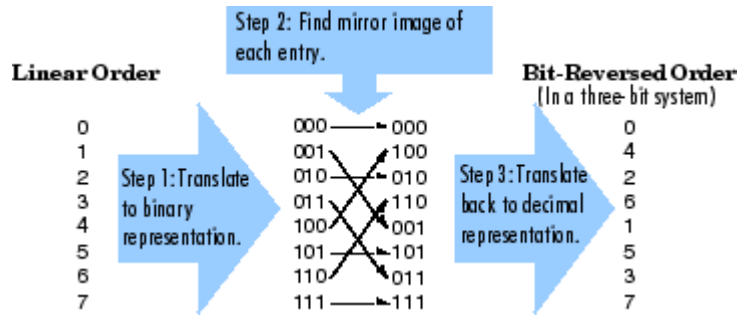 Step 2: Find mirror image of
each entry.
Linear Order
Bit-Reversed Order
(In a three-bit system)
0
1
2
3
4
5
6
7
Step 1: Translate
to binary
representation.
000 000
001 100
010 010
011 110
100 001
101 101
110 011
111 111
Step 3: Translate
back to decimal
representation.
0
4
2
6
1
5
3
7